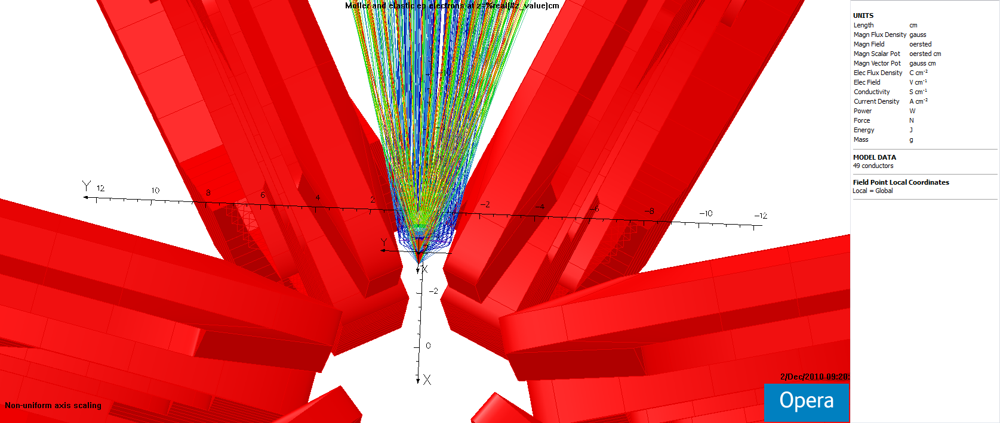 Moller and elastic ep electrons at z=%real(#z_value)cm
Y 12 10 8 6 4 2 -2 -4 -6 -8 -10 -12
Y
X
-2
0
X
2/Dec/2010 09:20:
Non-uniform axis scaling
Opera
UNITS
Length cm
Magn Flux Density gauss
Magn Field oersted
Magn Scalar Pot oersted cm
Magn Vector Pot gauss cm
Elec Flux Density C cm-2
Elec Field V cm-1
Conductivity S cm-1
Current Density A cm-2
Power W
Force N
Energy J
Mass g
MODEL DATA
49 conductors
Field Point Local Coordinates
Local = Global